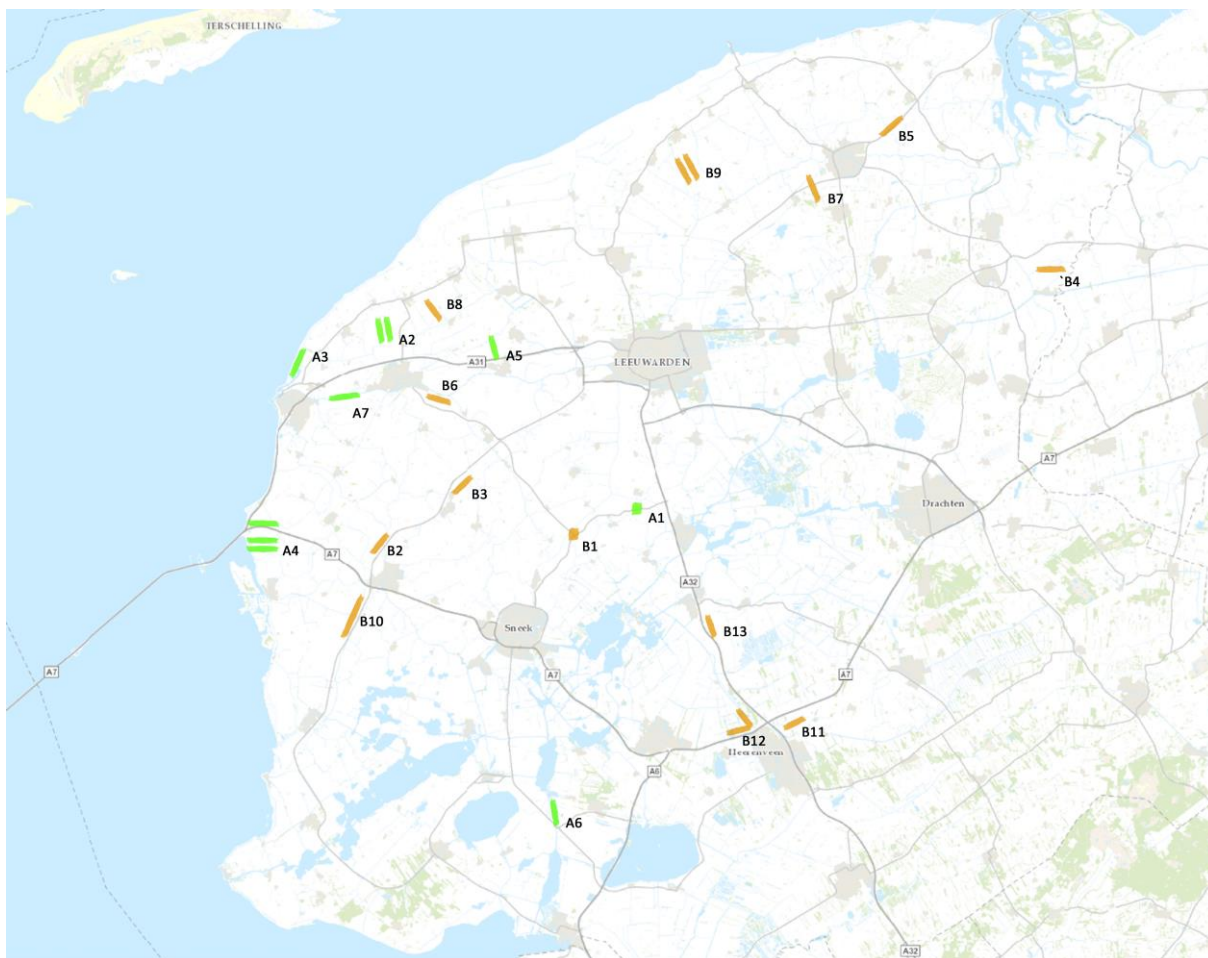 TERSCHELLING
B5
B9
B7
B4
B8
A2
A3
A5
A31
LEEUWARDEN
B6
A7
A7
B3
Drachten
A1
B1
A4
A7
B2
A32
B10
B13
Sneek
A7
A7
A7
B11
B12
Heerenveen
A6
A6
A32